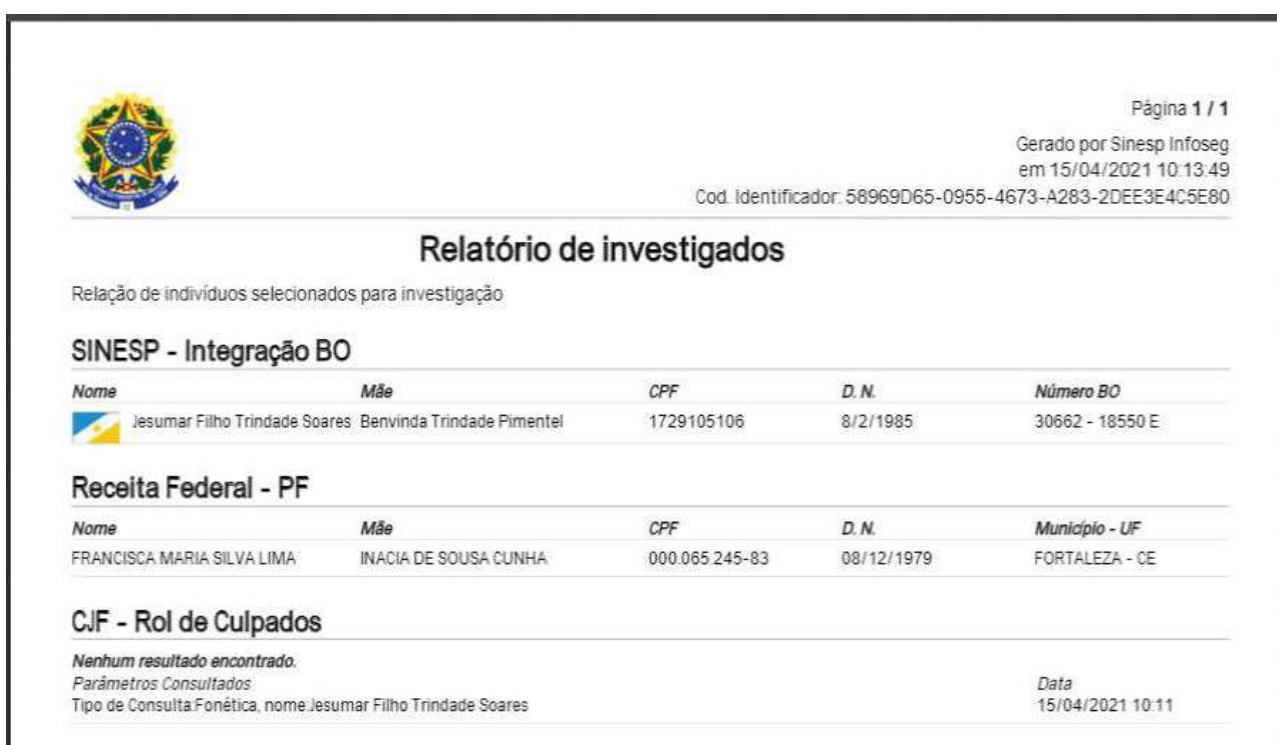 Página 1 / 1
Gerado por Sinesp Infoseg
em 15/04/2021 10:13:49
Cod. Identificador: 58969D65-0955-4673-A283-2DEE3E4C5E80
Relatório de investigados
Relação de indivíduos selecionados para investigação
SINESP - Integração BO
Nome Mãe CPF D. N. Número BO
Jesumar Filho Trindade Soares Benvinda Trindade Pimentel 1729105106 8/2/1985 30662 - 18550 E
Receita Federal - PF
Nome Mãe CPF D. N. Município - UF
FRANCISCA MARIA SILVA LIMA INACIA DE SOUSA CUNHA 000.065.245-83 08/12/1979 FORTALEZA - CE
CJF - Rol de Culpados
Nenhum resultado encontrado.
Parâmetros Consultados Data
Tipo de Consulta:Fonética, nome:Jesumar Filho Trindade Soares 15/04/2021 10:11